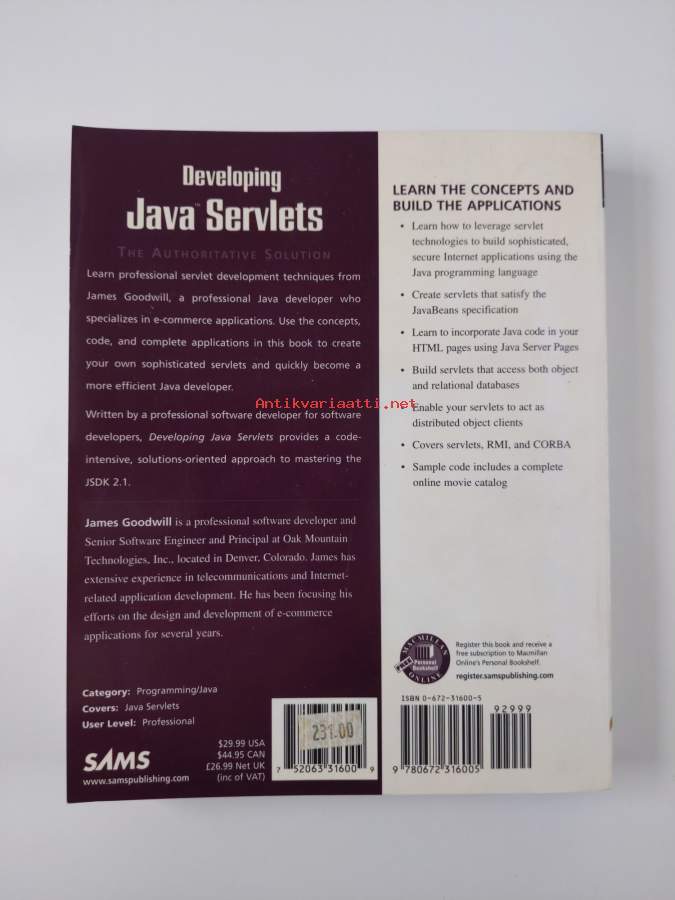 Developing
Java™ Servlets
THE AUTHORITATIVE SOLUTION
Learn professional servlet development techniques from
James Goodwill, a professional Java developer who
specializes in e-commerce applications. Use the concepts,
code, and complete applications in this book to create
your own sophisticated servlets and quickly become a
more efficient Java developer.
Written by a professional software developer for software
developers, Developing Java Servlets provides a code-
intensive, solutions-oriented approach to mastering the
JSDK 2.1.
James Goodwill is a professional software developer and
Senior Software Engineer and Principal at Oak Mountain
Technologies, Inc., located in Denver, Colorado. James has
extensive experience in telecommunications and Internet-
related application development. He has been focusing his
efforts on the design and development of e-commerce
applications for several years.
Category: Programming/Java
Covers: Java Servlets
User Level: Professional
SAMS
www.samspublishing.com
$29.99 USA
$44.95 CAN
£26.99 Net UK
(inc of VAT)
231.00
7 52063 31600 9
LEARN THE CONCEPTS AND
BUILD THE APPLICATIONS
• Learn how to leverage servlet
technologies to build sophisticated,
secure Internet applications using the
Java programming language
• Create servlets that satisfy the
JavaBeans specification
• Learn to incorporate Java code in your
HTML pages using Java Server Pages
• Build servlets that access both object
and relational databases
• Enable your servlets to act as
distributed object clients
• Covers servlets, RMI, and CORBA
• Sample code includes a complete
online movie catalog
MACMILLAN
FREE
Personal
Bookshelf
ONLINE
Register this book and receive a
free subscription to Macmillan
Online's Personal Bookshelf.
register.samspublishing.com
ISBN 0-672-31600-5
92999
9 780672 316005
Antikvariaatti.net